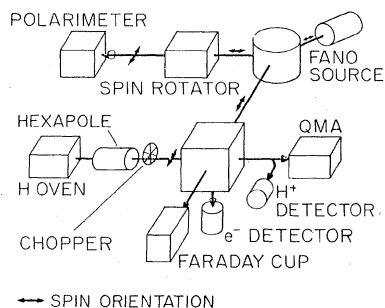 POLARIMETER
FANO
SOURCE
SPIN ROTATOR
HEXAPOLE
QMA
H OVEN
H+
DETECTOR
CHOPPER
e- DETECTOR
FARADAY CUP
SPIN ORIENTATION